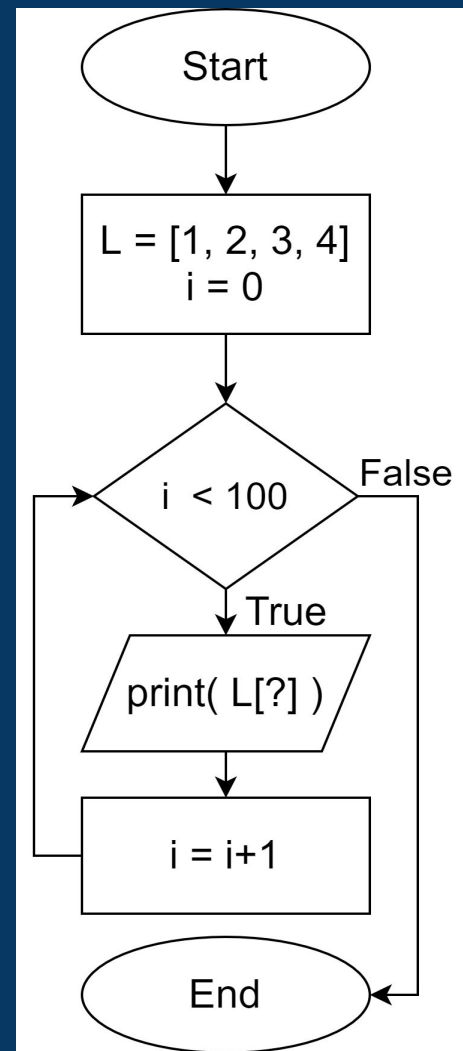 Start
L = [1, 2, 3, 4]
i = 0
i < 100
False
True
print( L[?] )
i = i+1
End